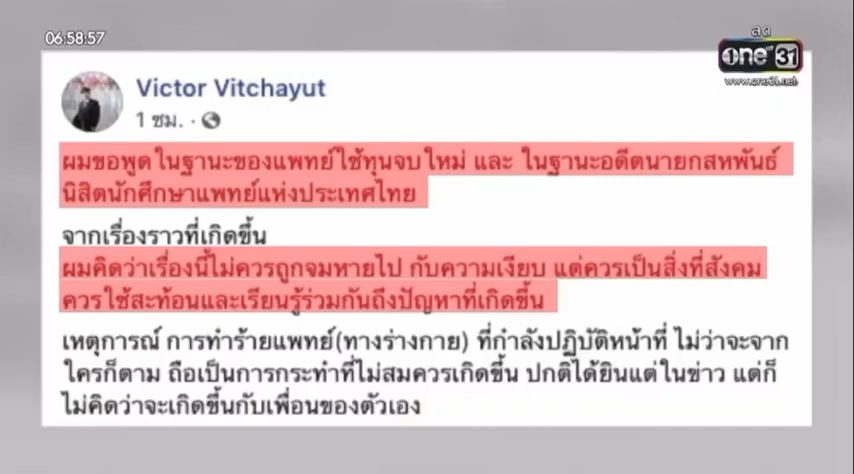 06:58:57
สด
one HD 31
www.one31.net
Victor Vitchayut
1 ชม. ·
ผมขอพูดในฐานะของแพทย์ใช้ทุนจบใหม่ และ ในฐานะอดีตนายกสหพันธ์
นิสิตนักศึกษาแพทย์แห่งประเทศไทย
จากเรื่องราวที่เกิดขึ้น
ผมคิดว่าเรื่องนี้ไม่ควรถูกจมหายไป กับความเงียบ แต่ควรเป็นสิ่งที่สังคม
ควรใช้สะท้อนและเรียนรู้ร่วมกันถึงปัญหาที่เกิดขึ้น
เหตุการณ์ การทำร้ายแพทย์(ทางร่างกาย) ที่กำลังปฏิบัติหน้าที่ ไม่ว่าจะจาก
ใครก็ตาม ถือเป็นการกระทำที่ไม่สมควรเกิดขึ้น ปกติได้ยินแต่ในข่าว แต่ก็
ไม่คิดว่าจะเกิดขึ้นกับเพื่อนของตัวเอง